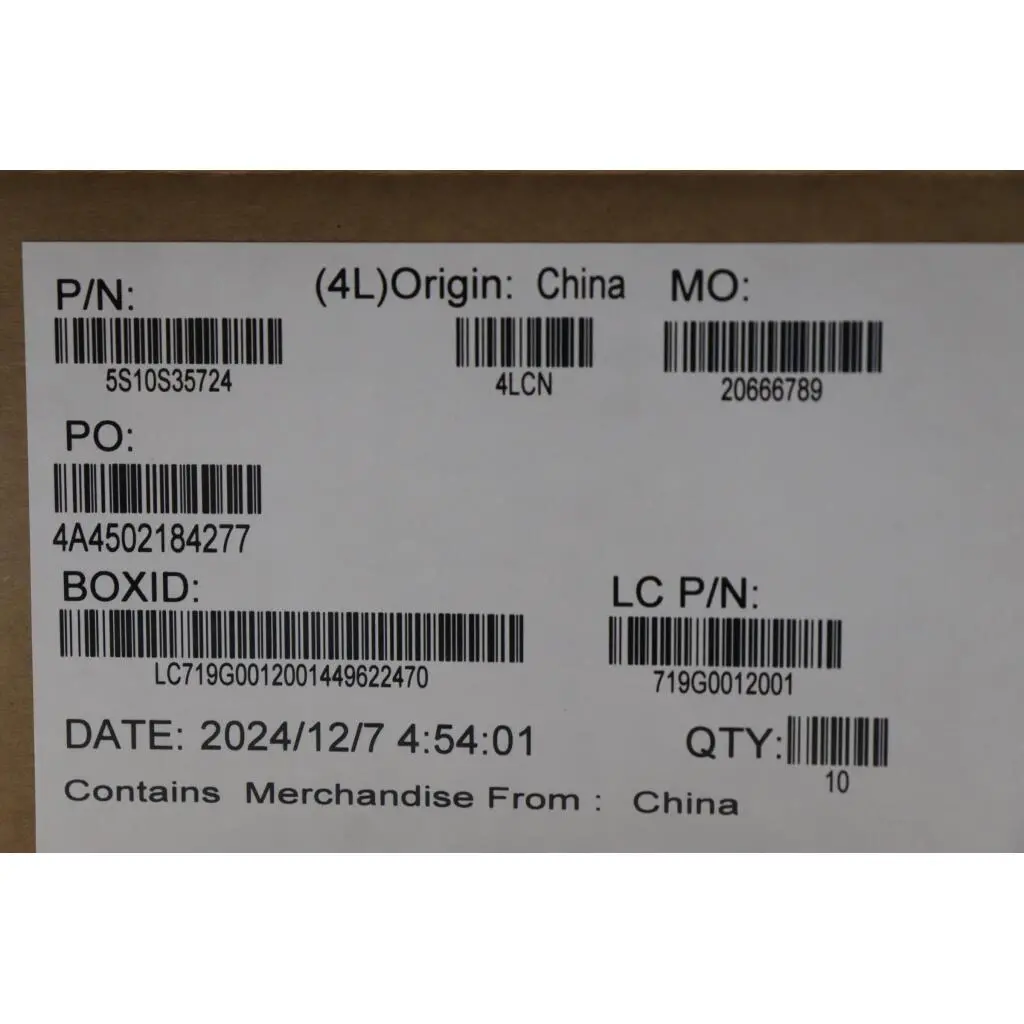 P/N: (4L)Origin: China MO:
5S10S35724 4LCN 20666789
PO:
4A4502184277
BOXID: LC P/N:
LC719G0012001449622470 719G0012001
DATE: 2024/12/7 4:54:01 QTY:
10
Contains Merchandise From : China